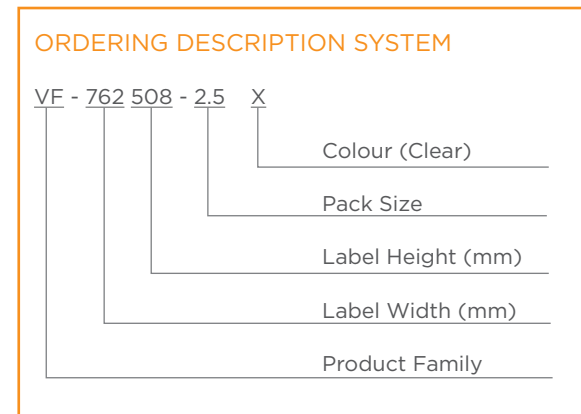 ORDERING DESCRIPTION SYSTEM
VF - 762 508 - 2.5 X
Colour (Clear)
Pack Size
Label Height (mm)
Label Width (mm)
Product Family